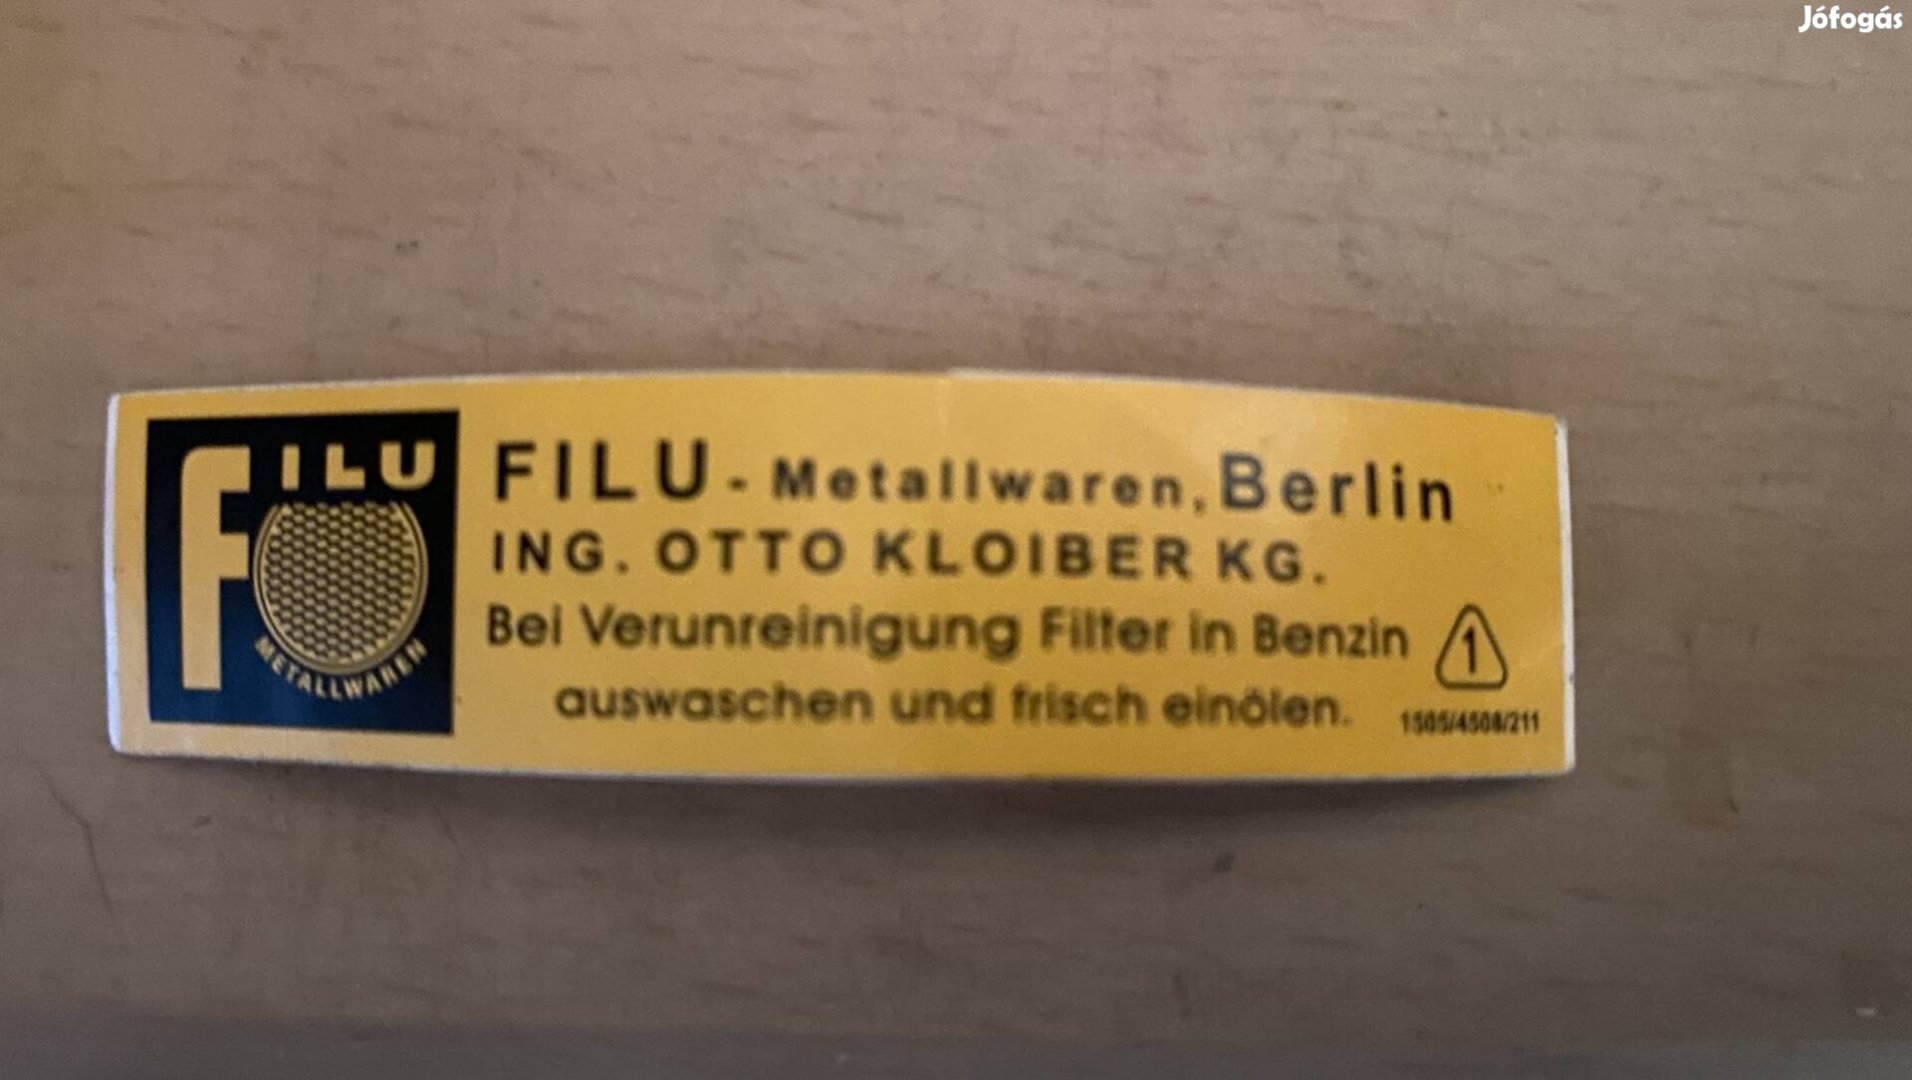 Jófogás
FILU
METALLWAREN
FILU - Metallwaren, Berlin
ING. OTTO KLOIBER KG.
Bei Verunreinigung Filter in Benzin
auswaschen und frisch einölen.
1
1505/4508/211